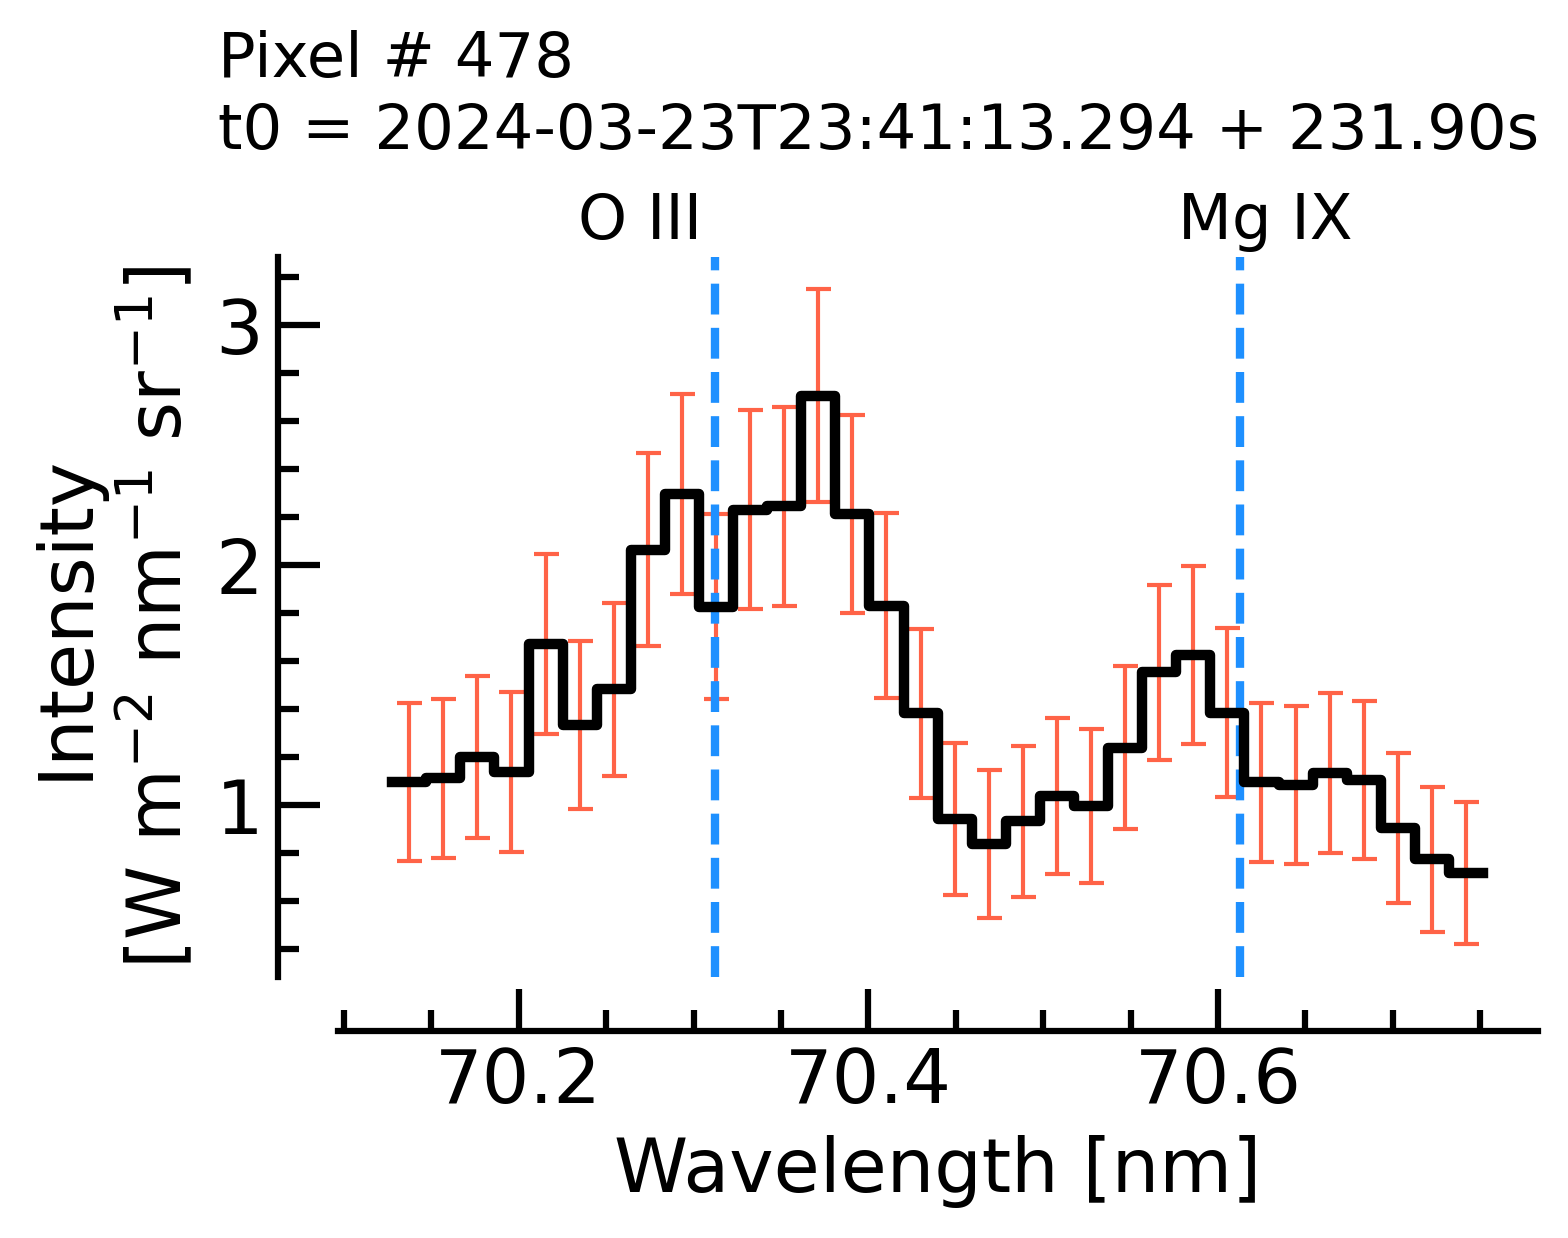 Pixel # 478
t0 = 2024-03-23T23:41:13.294 + 231.90s
O III
Mg IX
Intensity
[W m⁻² nm⁻¹ sr⁻¹]
3
2
1
70.2
70.4
70.6
Wavelength [nm]